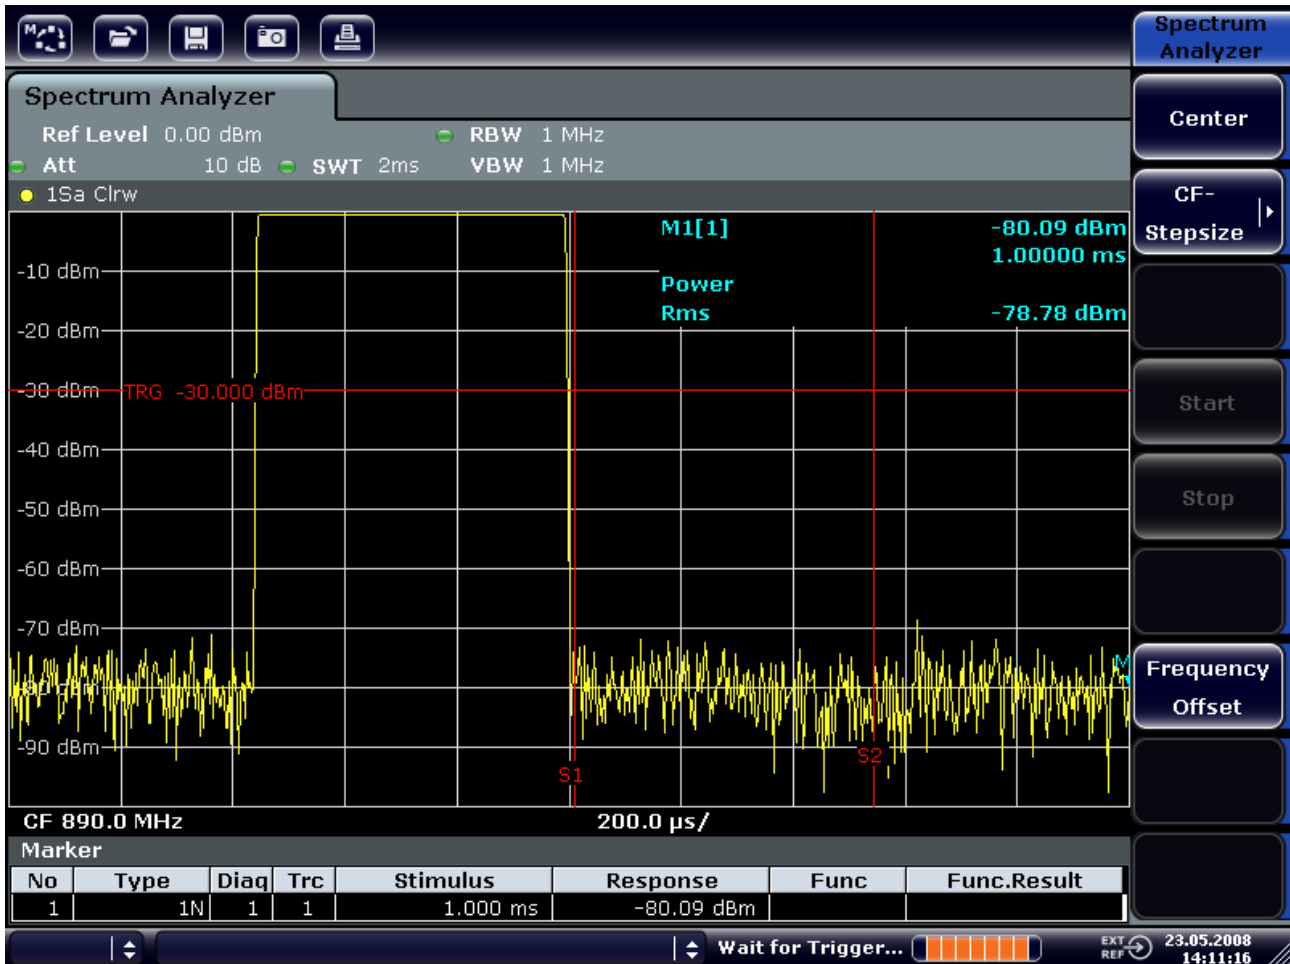 Spectrum
Analyzer
Spectrum Analyzer
Ref Level 0.00 dBm RBW 1 MHz
Att 10 dB SWT 2ms VBW 1 MHz
1Sa Clrw
M1[1] -80.09 dBm
1.00000 ms
Power
Rms -78.78 dBm
-10 dBm
-20 dBm
-30 dBm
TRG -30.000 dBm
-40 dBm
-50 dBm
-60 dBm
-70 dBm
-80 dBm
-90 dBm
S1
S2
CF 890.0 MHz 200.0 µs/
Marker
No Type Diag Trc Stimulus Response Func Func.Result
1 1N 1 1 1.000 ms -80.09 dBm
Wait for Trigger...
EXT
REF
23.05.2008
14:11:16
Center
CF-
Stepsize
Start
Stop
Frequency
Offset